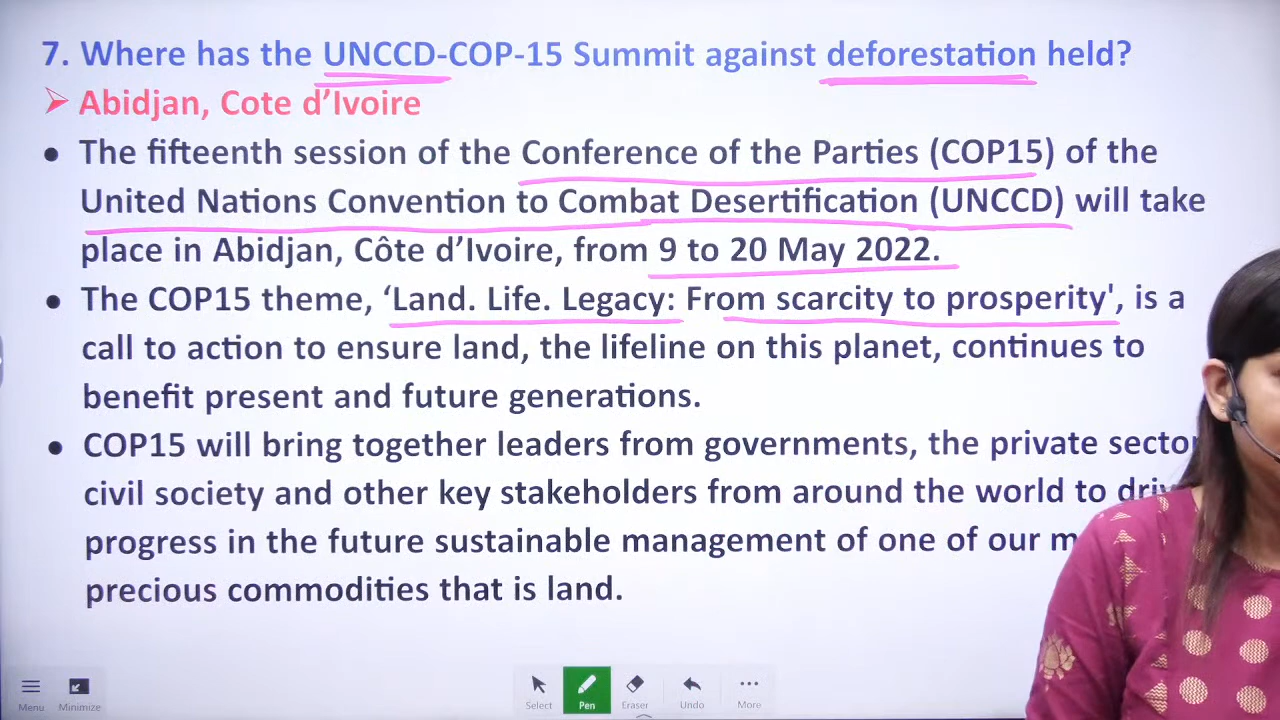 7. Where has the UNCCD-COP-15 Summit against deforestation held?
➢ Abidjan, Cote d’Ivoire
• The fifteenth session of the Conference of the Parties (COP15) of the
United Nations Convention to Combat Desertification (UNCCD) will take
place in Abidjan, Côte d’Ivoire, from 9 to 20 May 2022.
• The COP15 theme, ‘Land. Life. Legacy: From scarcity to prosperity', is a
call to action to ensure land, the lifeline on this planet, continues to
benefit present and future generations.
• COP15 will bring together leaders from governments, the private sector
civil society and other key stakeholders from around the world to
progress in the future sustainable management of one of our
precious commodities that is land.
Menu Minimize Select Pen Eraser Undo More